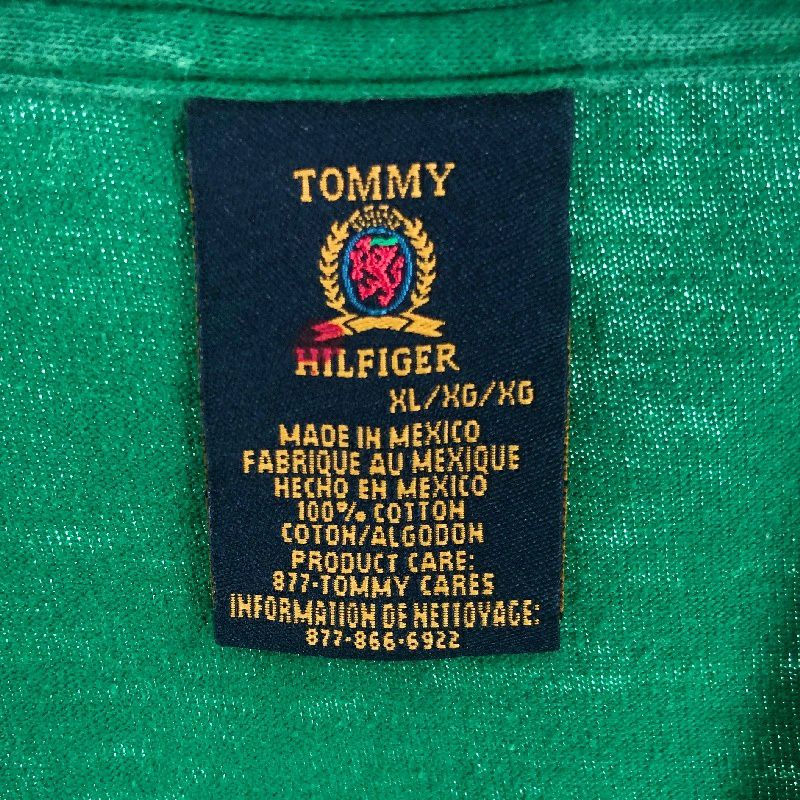 TOMMY
HILFIGER
XL/XG/XG
MADE IN MEXICO
FABRIQUE AU MEXIQUE
HECHO EN MEXICO
100% COTTON
COTON/ALGODON
PRODUCT CARE:
877-TOMMY CARES
INFORMATION DE NETTOYAGE:
877-866-6922